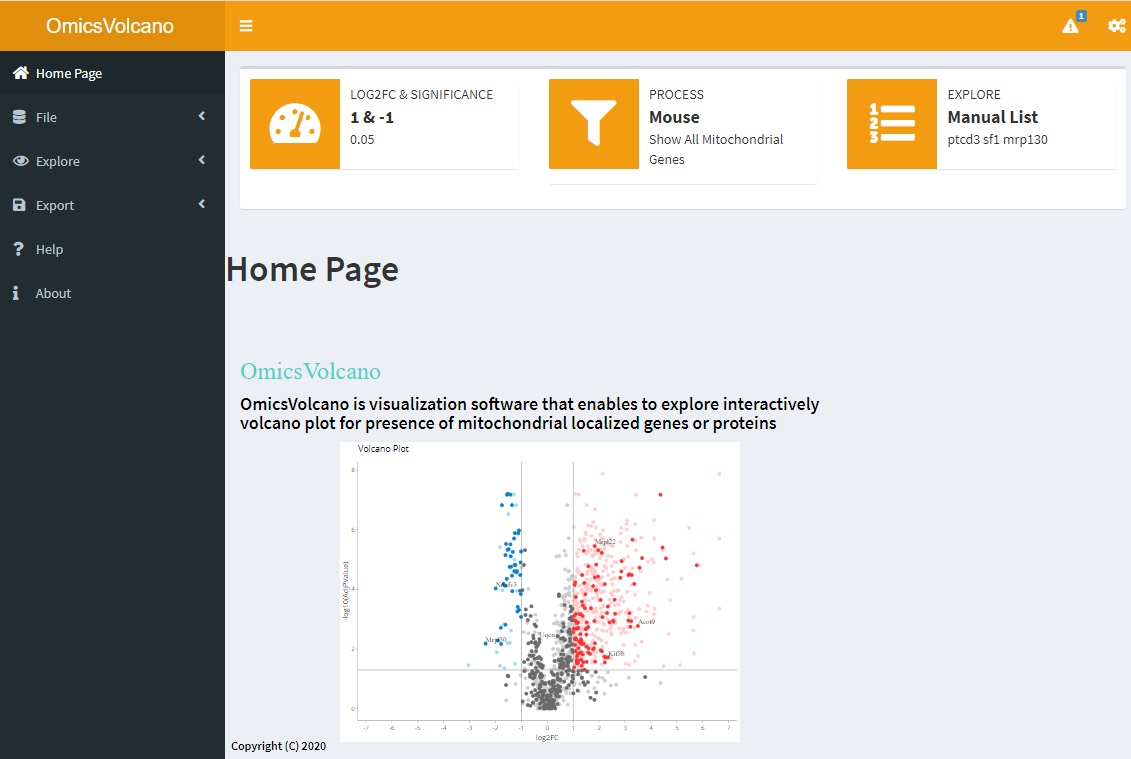 OmicsVolcano
1
Home Page
File
Explore
Export
Help
About
LOG2FC & SIGNIFICANCE
1 & -1
0.05
PROCESS
Mouse
Show All Mitochondrial
Genes
1
2
3
EXPLORE
Manual List
ptcd3 sf1 mrp130
Home Page
OmicsVolcano
OmicsVolcano is visualization software that enables to explore interactively
volcano plot for presence of mitochondrial localized genes or proteins
Volcano Plot
-log10(AdjPValue)
8
6
4
2
0
Mrpl22
Acot9
Kif5b
-7 -6 -5 -4 -3 -2 -1 0 1 2 3 4 5 6 7
log2FC
Copyright (C) 2020